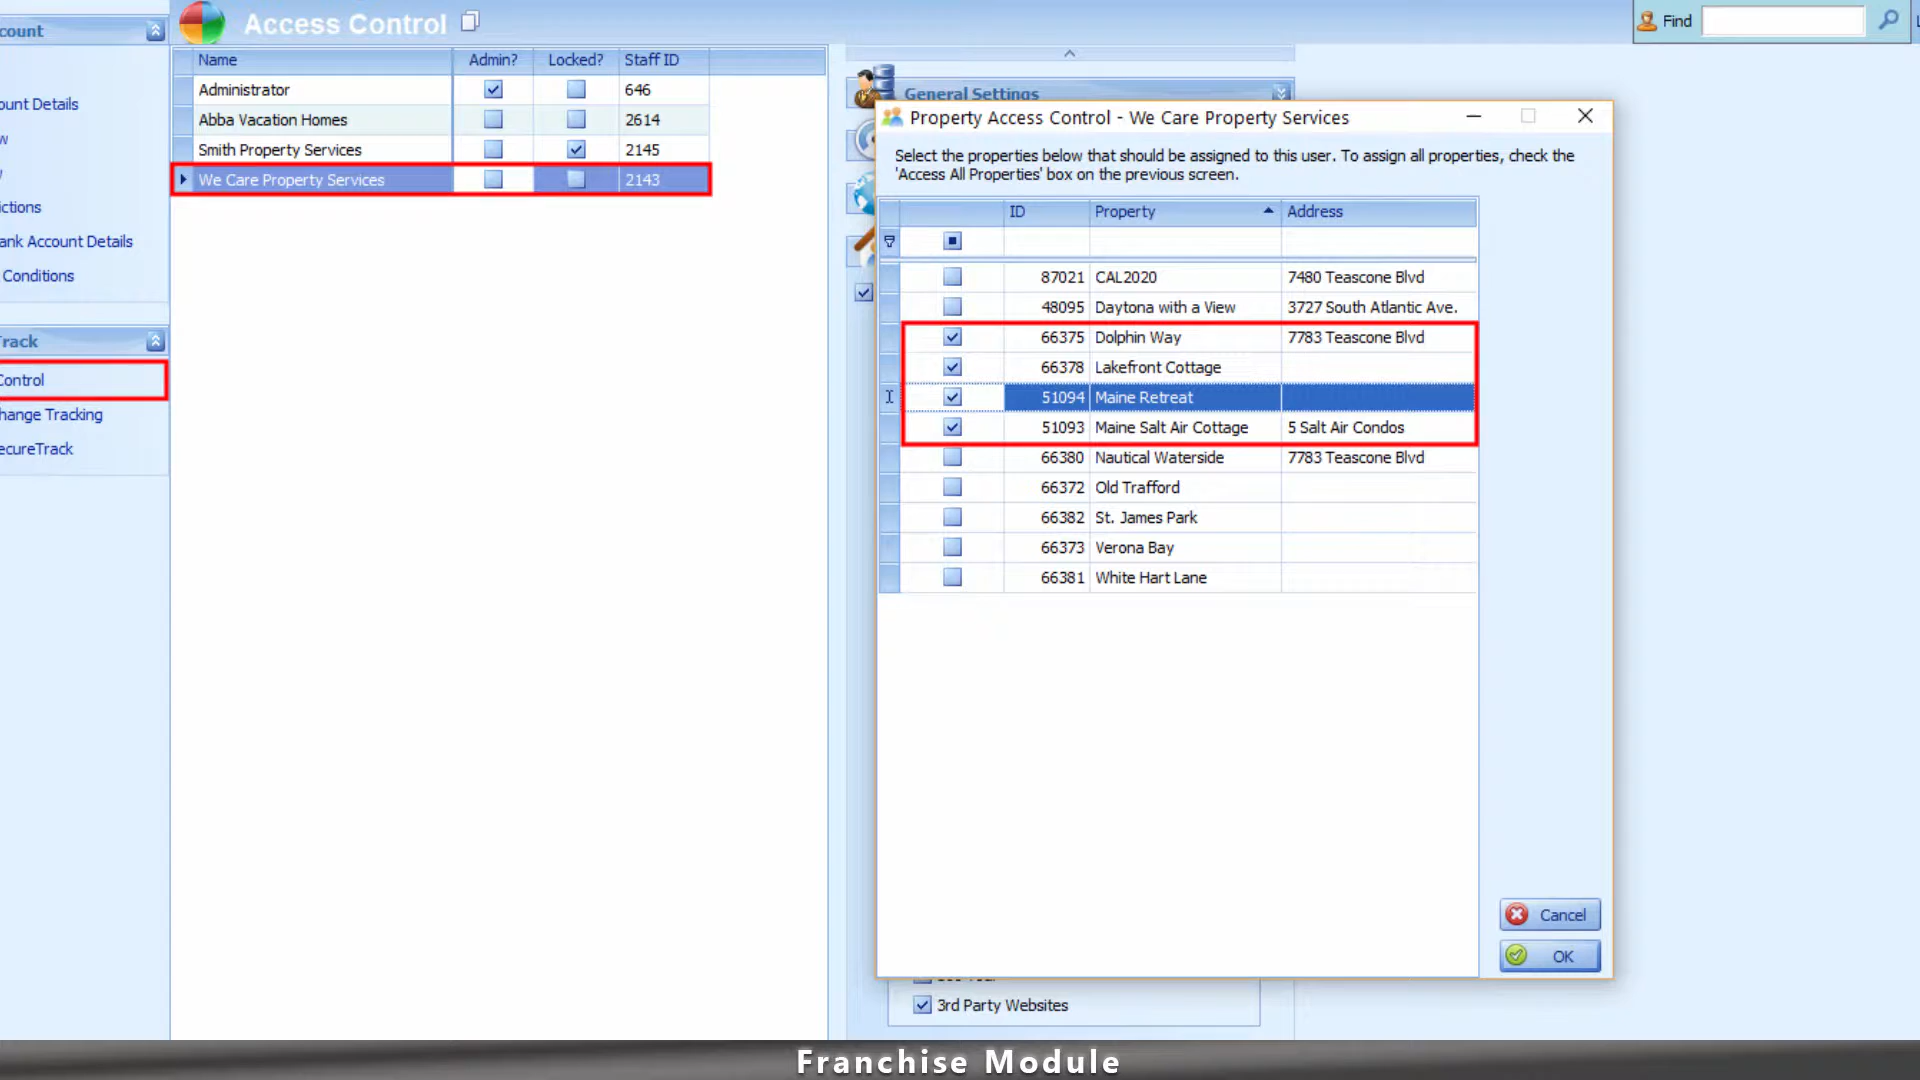 count
ount Details
w
ictions
ank Account Details
Conditions
Track
Control
hange Tracking
ecureTrack
Access Control
Name Admin? Locked? Staff ID
Administrator 646
Abba Vacation Homes 2614
Smith Property Services 2145
We Care Property Services 2143
Find
General Settings
Property Access Control - We Care Property Services
Select the properties below that should be assigned to this user. To assign all properties, check the
'Access All Properties' box on the previous screen.
ID Property Address
87021 CAL2020 7480 Teascone Blvd
48095 Daytona with a View 3727 South Atlantic Ave.
66375 Dolphin Way 7783 Teascone Blvd
66378 Lakefront Cottage
51094 Maine Retreat
51093 Maine Salt Air Cottage 5 Salt Air Condos
66380 Nautical Waterside 7783 Teascone Blvd
66372 Old Trafford
66382 St. James Park
66373 Verona Bay
66381 White Hart Lane
Cancel
OK
3rd Party Websites
Franchise Module